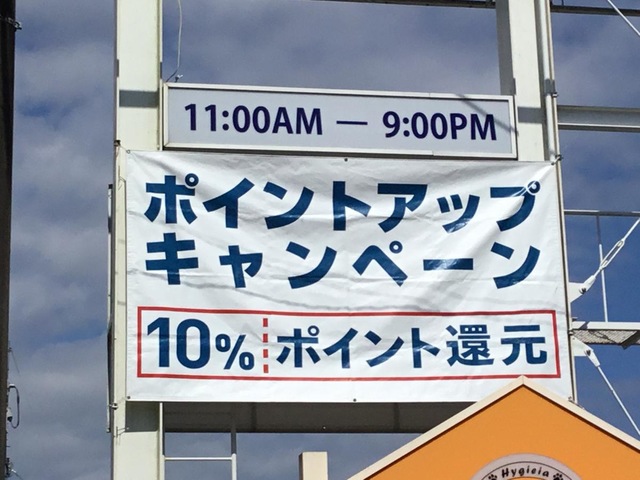 11:00AM — 9:00PM
ポイントアップ
キャンペーン
10% ポイント還元
Hygieia